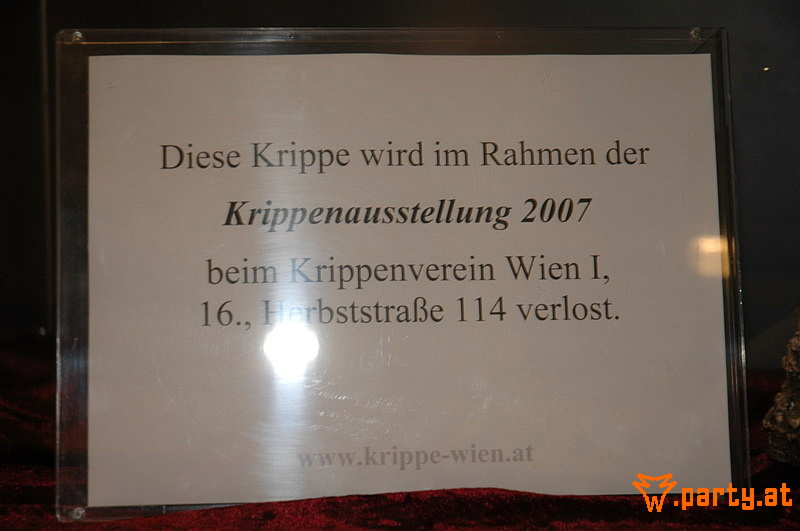 Diese Krippe wird im Rahmen der
Krippenausstellung 2007
beim Krippenverein Wien I,
16., Herbststraße 114 verlost.
www.krippe-wien.at
w.party.at